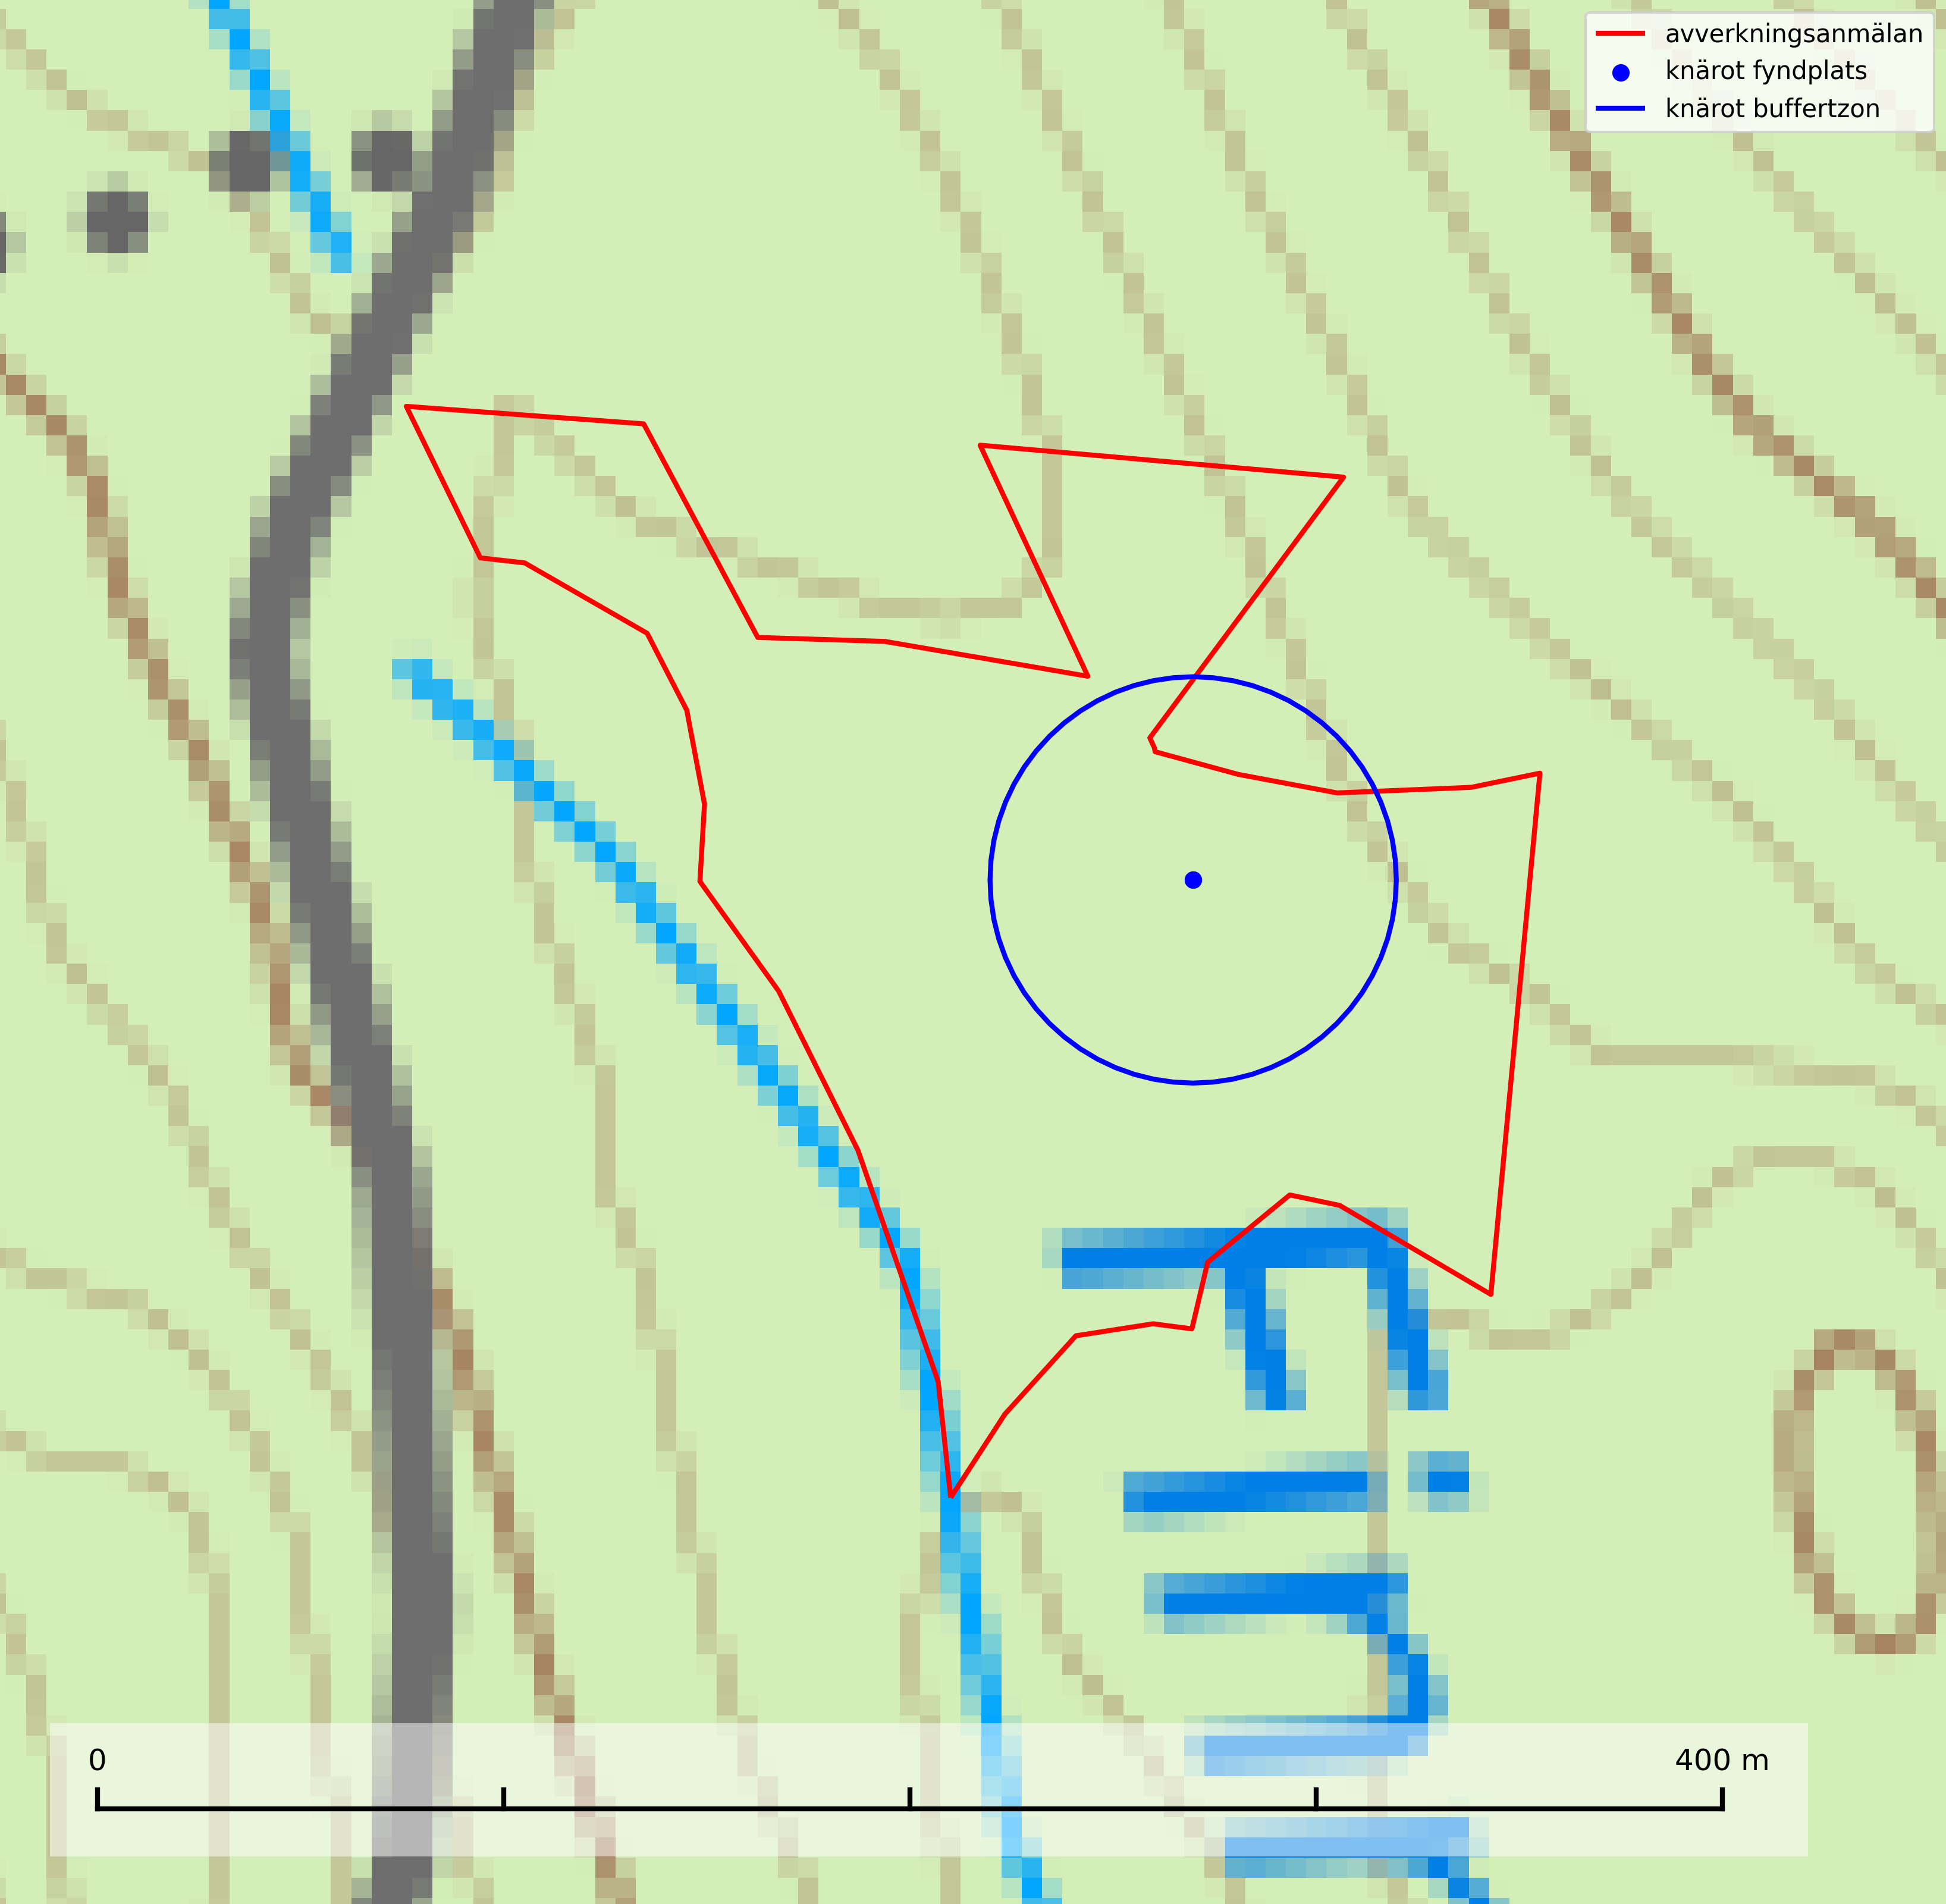 avverkningsanmälan
knärot fyndplats
knärot buffertzon
0
400 m